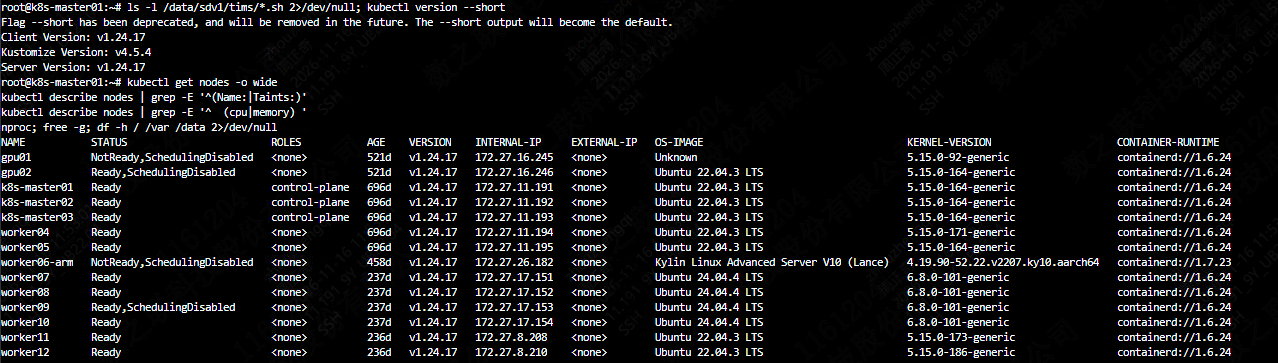 root@k8s-master01:~# ls -l /data/sdv1/tims/*.sh 2>/dev/null; kubectl version --short
Flag --short has been deprecated, and will be removed in the future. The --short output will become the default.
Client Version: v1.24.17
Kustomize Version: v4.5.4
Server Version: v1.24.17
root@k8s-master01:~# kubectl get nodes -o wide
kubectl describe nodes | grep -E '^(Name:|Taints:)'
kubectl describe nodes | grep -E '^  (cpu|memory) '
nproc; free -g; df -h / /var /data 2>/dev/null
NAME STATUS ROLES AGE VERSION INTERNAL-IP EXTERNAL-IP OS-IMAGE KERNEL-VERSION CONTAINER-RUNTIME
gpu01 NotReady,SchedulingDisabled <none> 521d v1.24.17 172.27.16.245 <none> Unknown 5.15.0-92-generic containerd://1.6.24
gpu02 Ready,SchedulingDisabled <none> 521d v1.24.17 172.27.16.246 <none> Ubuntu 22.04.3 LTS 5.15.0-164-generic containerd://1.6.24
k8s-master01 Ready control-plane 696d v1.24.17 172.27.11.191 <none> Ubuntu 22.04.3 LTS 5.15.0-164-generic containerd://1.6.24
k8s-master02 Ready control-plane 696d v1.24.17 172.27.11.192 <none> Ubuntu 22.04.3 LTS 5.15.0-164-generic containerd://1.6.24
k8s-master03 Ready control-plane 696d v1.24.17 172.27.11.193 <none> Ubuntu 22.04.3 LTS 5.15.0-164-generic containerd://1.6.24
worker04 Ready <none> 696d v1.24.17 172.27.11.194 <none> Ubuntu 22.04.3 LTS 5.15.0-171-generic containerd://1.6.24
worker05 Ready <none> 696d v1.24.17 172.27.11.195 <none> Ubuntu 22.04.3 LTS 5.15.0-164-generic containerd://1.6.24
worker06-arm NotReady,SchedulingDisabled <none> 458d v1.24.17 172.27.26.182 <none> Kylin Linux Advanced Server V10 (Lance) 4.19.90-52.22.v2207.ky10.aarch64 containerd://1.7.23
worker07 Ready <none> 237d v1.24.17 172.27.17.151 <none> Ubuntu 24.04.4 LTS 6.8.0-101-generic containerd://1.6.24
worker08 Ready <none> 237d v1.24.17 172.27.17.152 <none> Ubuntu 24.04.4 LTS 6.8.0-101-generic containerd://1.6.24
worker09 Ready,SchedulingDisabled <none> 237d v1.24.17 172.27.17.153 <none> Ubuntu 24.04.4 LTS 6.8.0-101-generic containerd://1.6.24
worker10 Ready <none> 237d v1.24.17 172.27.17.154 <none> Ubuntu 24.04.4 LTS 6.8.0-101-generic containerd://1.6.24
worker11 Ready <none> 236d v1.24.17 172.27.8.208 <none> Ubuntu 22.04.3 LTS 5.15.0-173-generic containerd://1.6.24
worker12 Ready <none> 236d v1.24.17 172.27.8.210 <none> Ubuntu 22.04.3 LTS 5.15.0-186-generic containerd://1.6.24